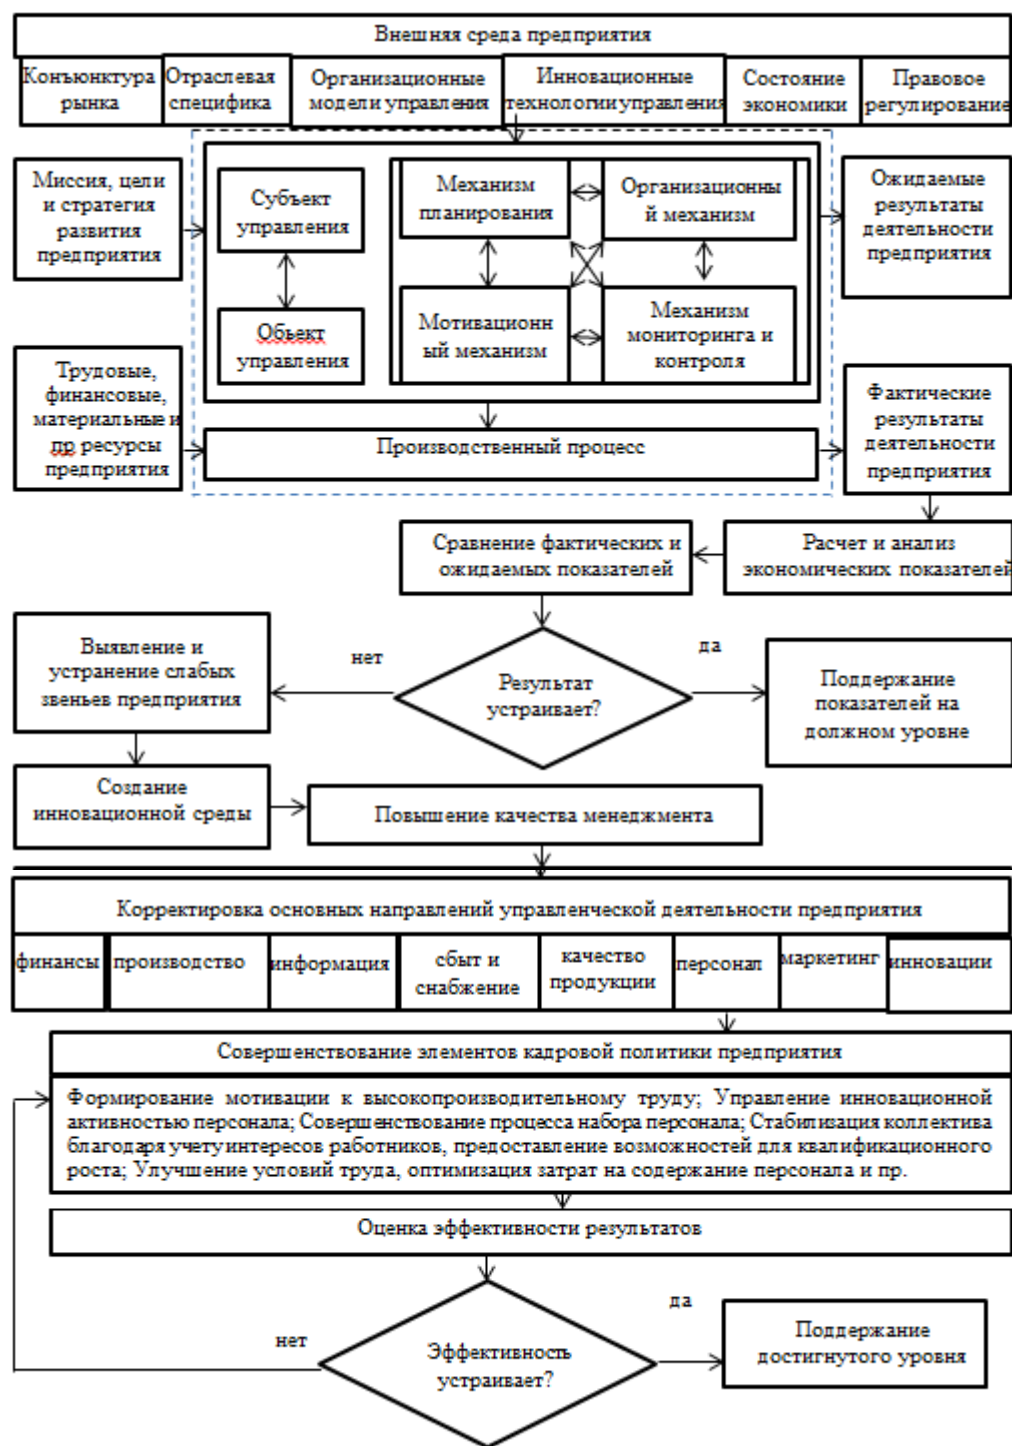 Внешняя среда предприятия
Конъюнктура
рынка
Отраслевая
специфика
Организационные
модели управления
Инновационные
технологии управления
Состояние
экономики
Правовое
регулирование
Миссия, цели
и стратегия
развития
предприятия
Субъект
управления
Механизм
планирования
Организационны
й механизм
Ожидаемые
результаты
деятельности
предприятия
Объект
управления
Мотивационн
ый механизм
Механизм
мониторинга и
контроля
Трудовые,
финансовые,
материальные и
пр ресурсы
предприятия
Производственный процесс
Фактические
результаты
деятельности
предприятия
Сравнение фактических и
ожидаемых показателей
Расчет и анализ
экономических показателей
Выявление и
устранение слабых
звеньев предприятия
нет
Результат
устраивает?
да
Поддержание
показателей на
должном уровне
Создание
инновационной среды
Повышение качества менеджмента
Корректировка основных направлений управленческой деятельности предприятия
финансы
производство
информация
сбыт и
снабжение
качество
продукции
персонал
маркетинг
инновации
Совершенствование элементов кадровой политики предприятия
Формирование мотивации к высокопроизводительному труду; Управление инновационной
активностью персонала; Совершенствование процесса набора персонала; Стабилизация коллектива
благодаря учету интересов работников, предоставление возможностей для квалификационного
роста; Улучшение условий труда, оптимизация затрат на содержание персонала и пр.
Оценка эффективности результатов
нет
Эффективность
устраивает?
да
Поддержание
достигнутого уровня